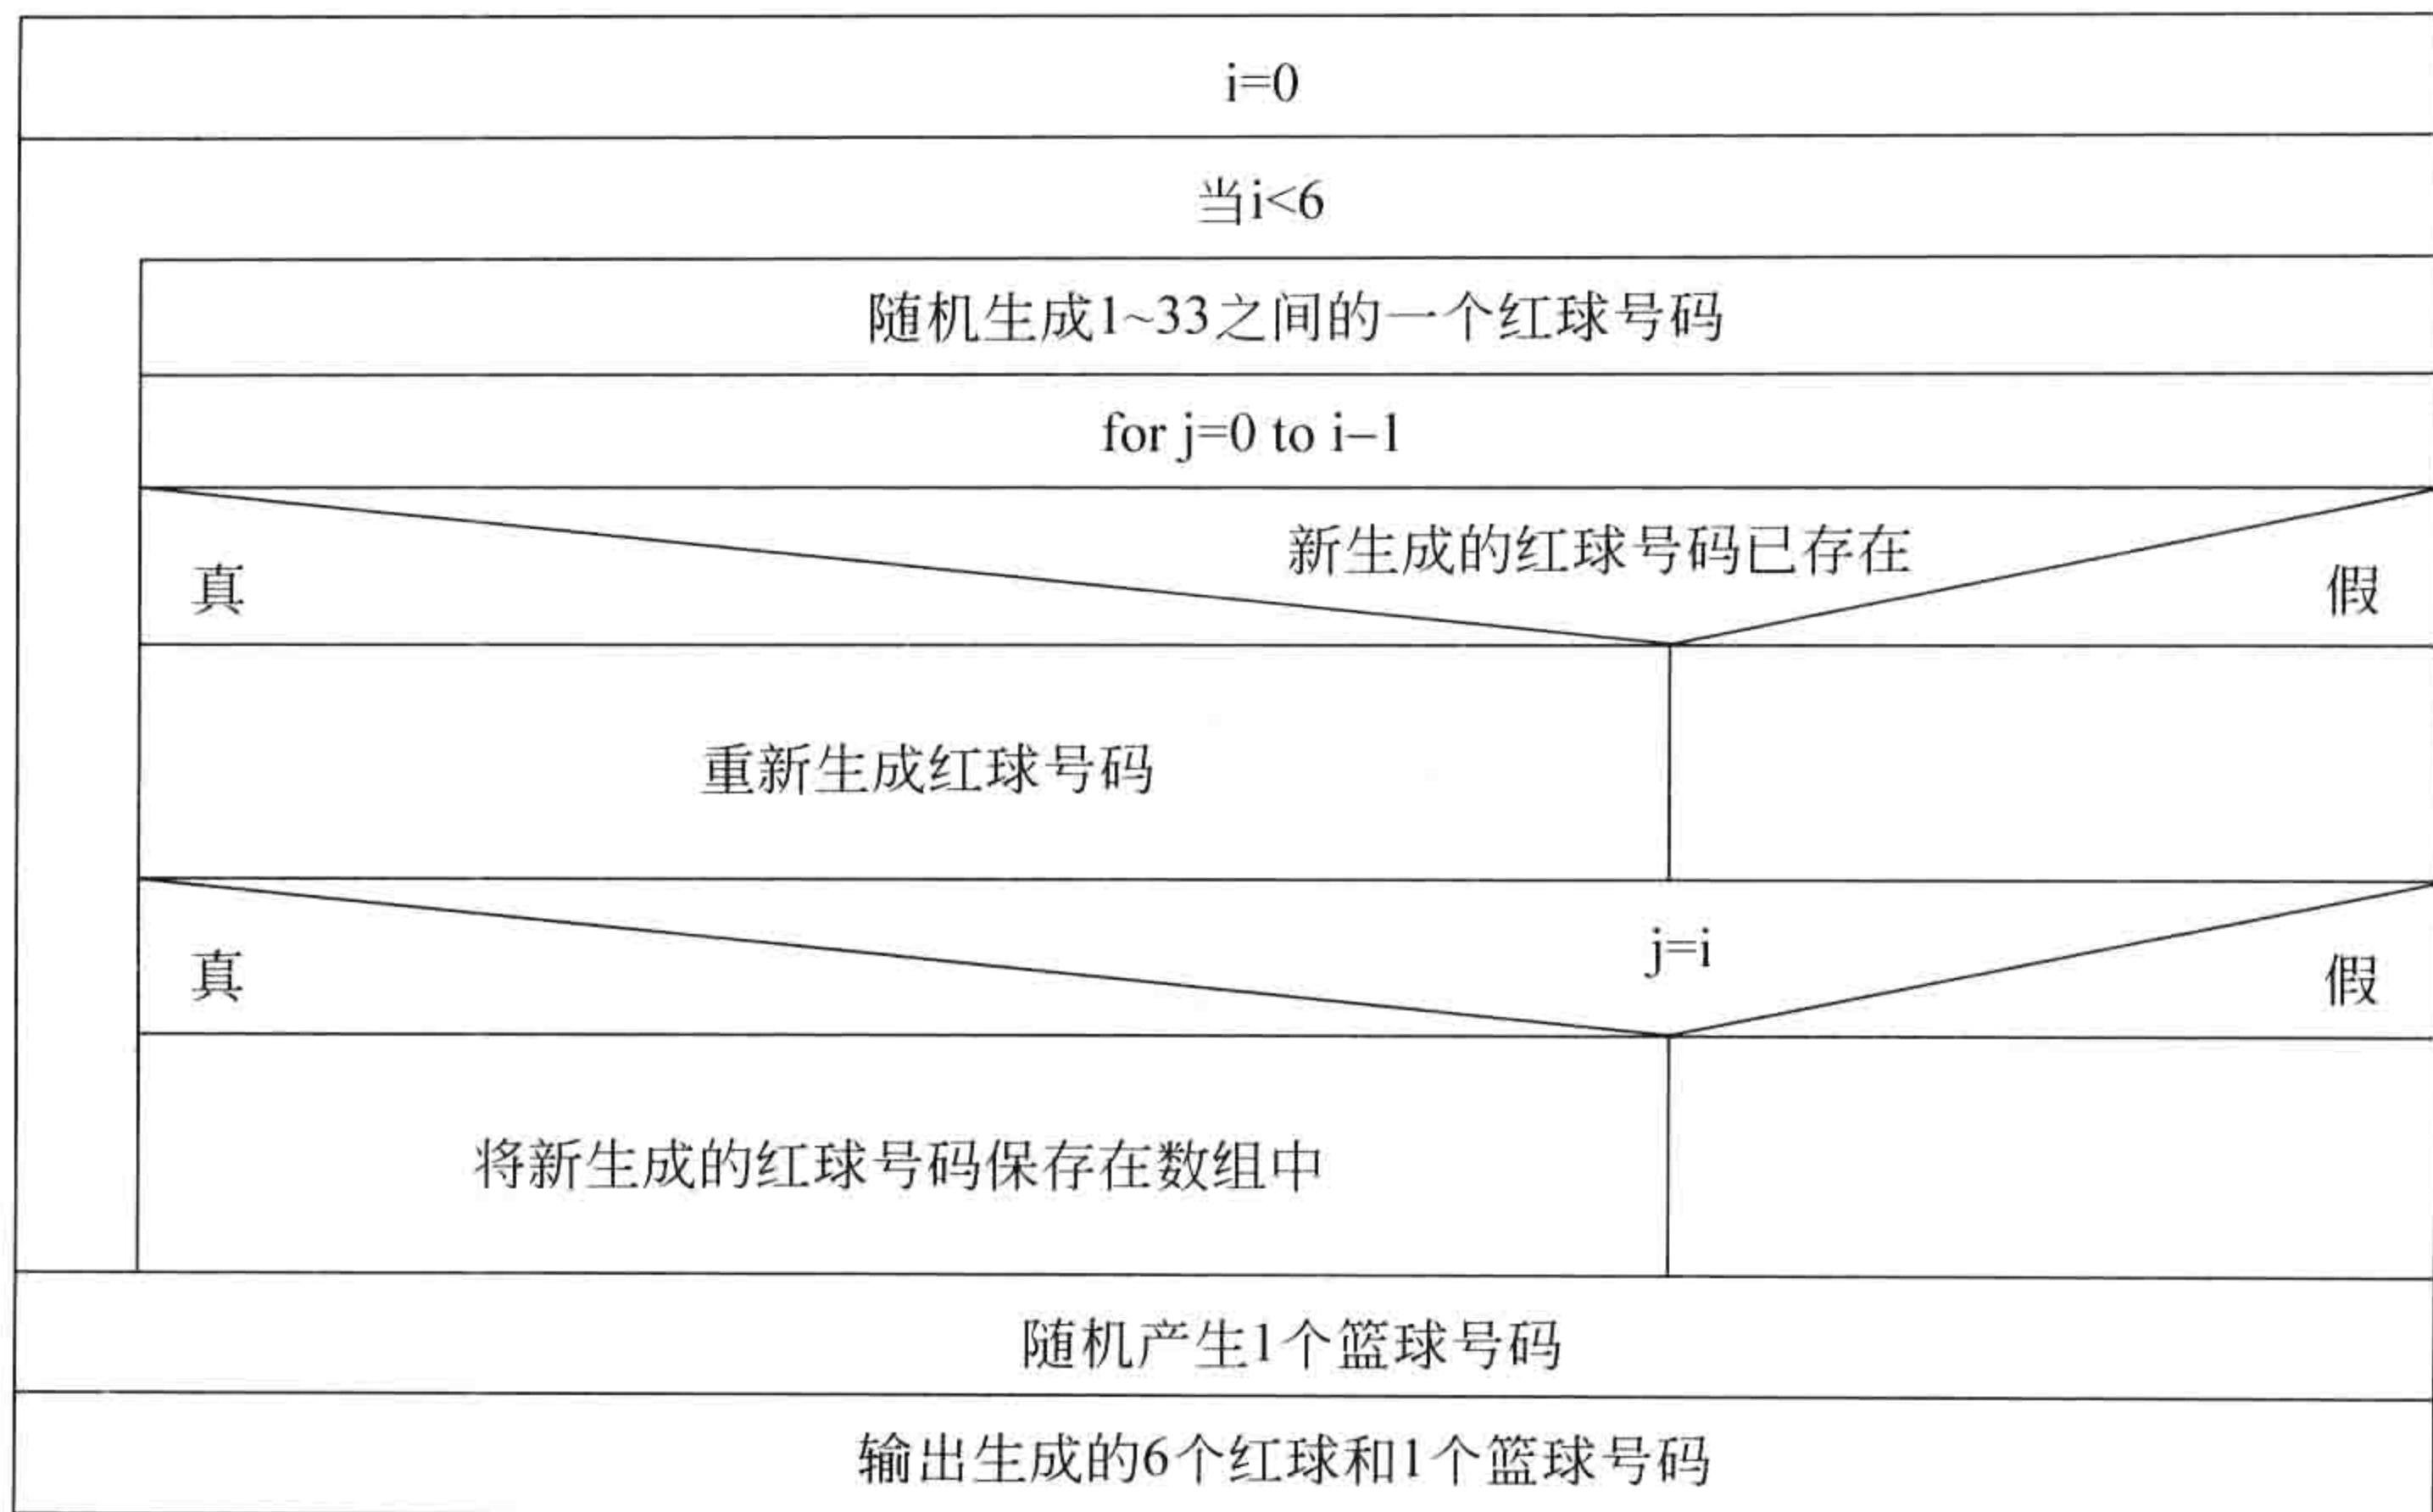 i=0
当i<6
随机生成1~33之间的一个红球号码
for j=0 to i–1
新生成的红球号码已存在
真
假
重新生成红球号码
j=i
真
假
将新生成的红球号码保存在数组中
随机产生1个篮球号码
输出生成的6个红球和1个篮球号码